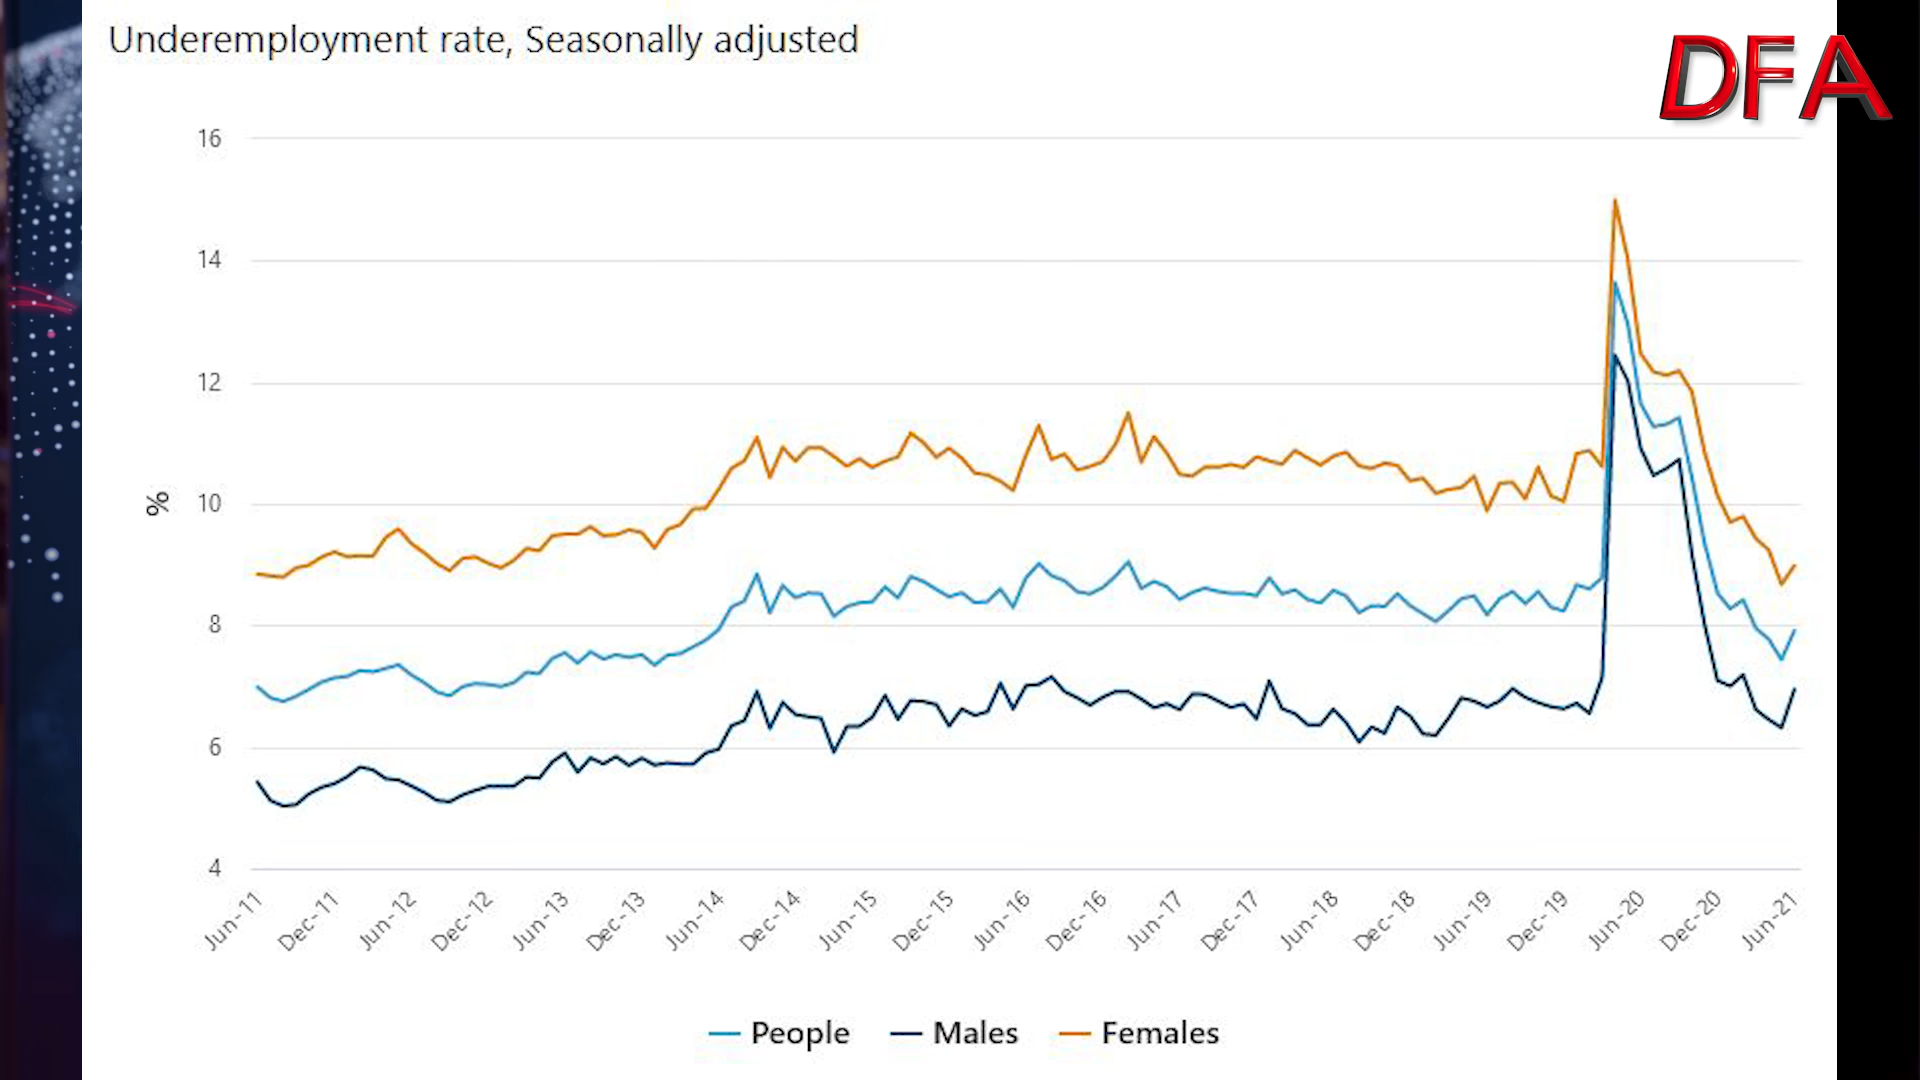 Underemployment rate, Seasonally adjusted
DFA
16
14
12
10
8
6
4
%
Jun-11
Dec-11
Jun-12
Dec-12
Jun-13
Dec-13
Jun-14
Dec-14
Jun-15
Dec-15
Jun-16
Dec-16
Jun-17
Dec-17
Jun-18
Dec-18
Jun-19
Dec-19
Jun-20
Dec-20
Jun-21
People Males Females